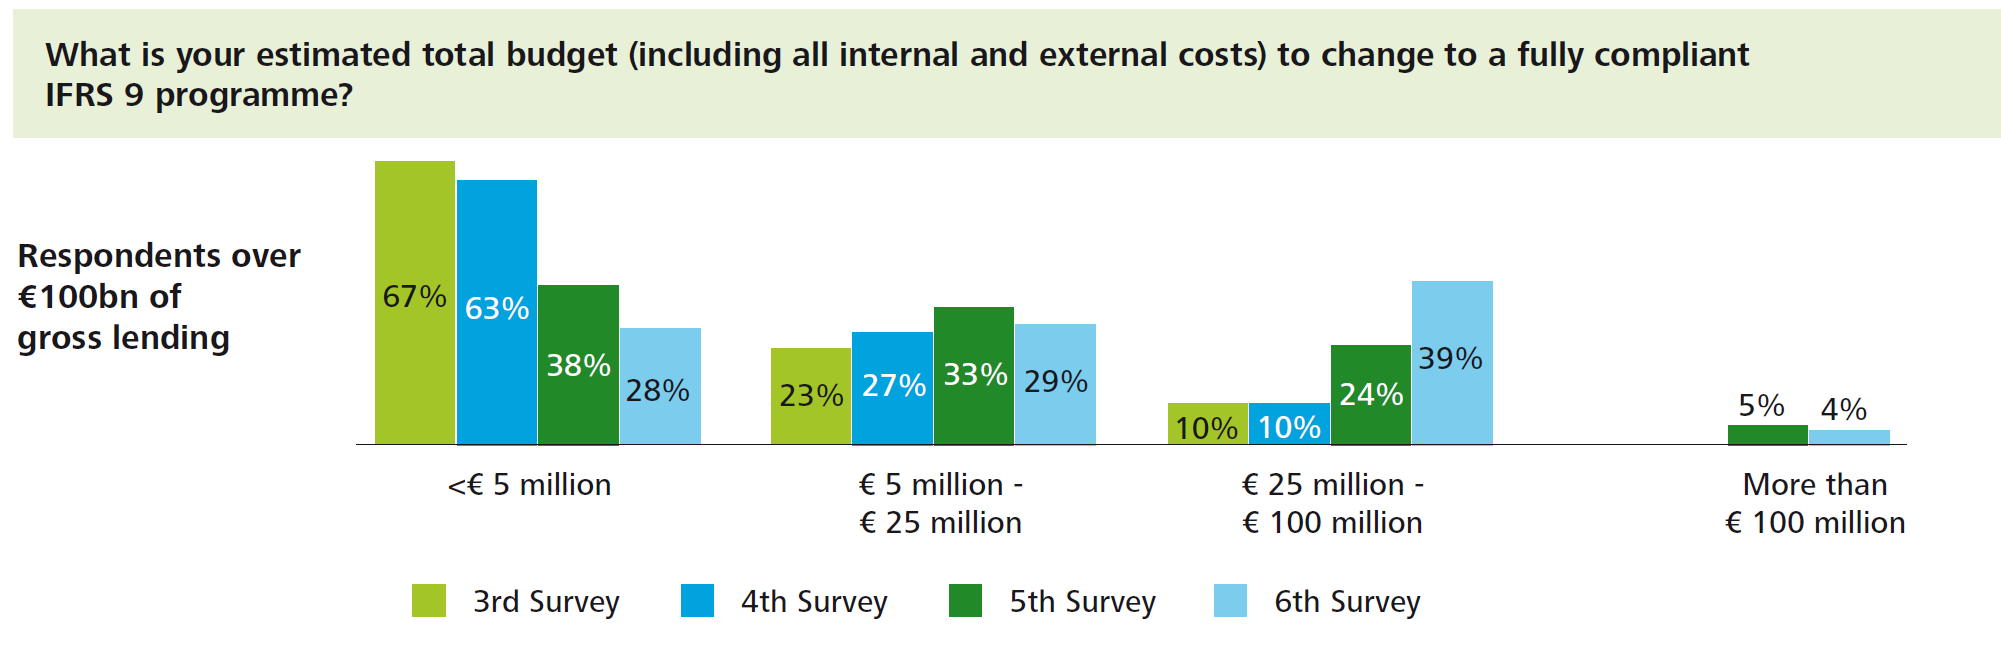 What is your estimated total budget (including all internal and external costs) to change to a fully compliant
IFRS 9 programme?
Respondents over
€100bn of
gross lending
67%
63%
38%
28%
23%
27%
33%
29%
10%
10%
24%
39%
5%
4%
<€ 5 million
€ 5 million -
€ 25 million
€ 25 million -
€ 100 million
More than
€ 100 million
3rd Survey
4th Survey
5th Survey
6th Survey